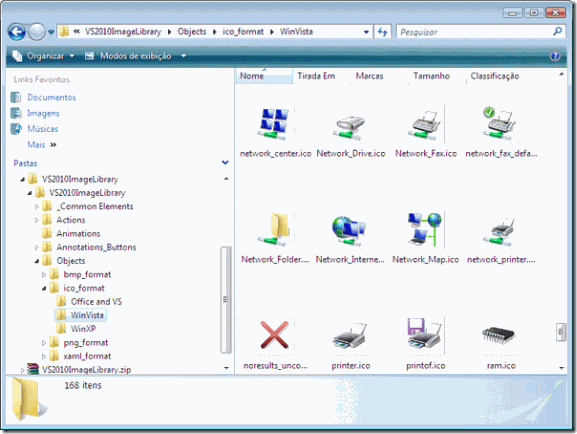 « VS2010ImageLibrary ▸ Objects ▸ ico_format ▸ WinVista
Pesquisar
Organizar Modos de exibição
Links Favoritos
Documentos
Imagens
Músicas
Mais »
Pastas
VS2010ImageLibrary
VS2010ImageLibrary
_Common Elements
Actions
Animations
Annotations_Buttons
Objects
bmp_format
ico_format
Office and VS
WinVista
WinXP
png_format
xaml_format
VS2010ImageLibrary.zip
Nome Tirada Em Marcas Tamanho Classificação
network_center.ico Network_Drive.ico Network_Fax.ico network_fax_defa...
Network_Folder.... Network_Interne... Network_Map.ico network_printer....
noresults_unco... printer.ico printof.ico ram.ico
168 itens